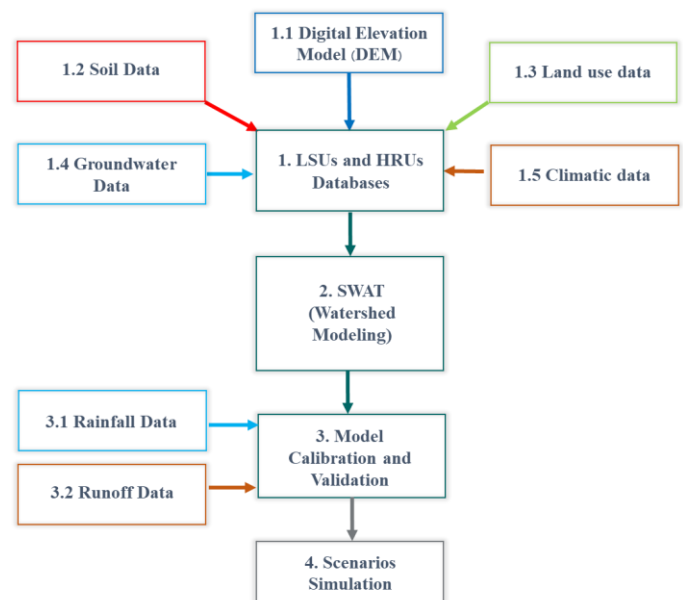 1.1 Digital Elevation
Model (DEM)
1.2 Soil Data
1.3 Land use data
1.4 Groundwater
Data
1. LSUs and HRUs
Databases
1.5 Climatic data
2. SWAT
(Watershed
Modeling)
3.1 Rainfall Data
3. Model
Calibration and
Validation
3.2 Runoff Data
4. Scenarios
Simulation